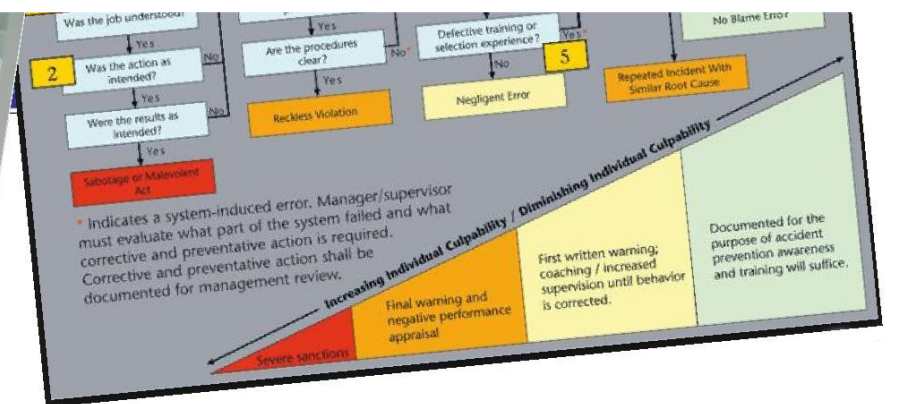 Was the job understood?
Yes
2
Was the action as
intended?
No
Yes
Were the results as
intended?
No
Yes
Sabotage or Malevolent
Act
Yes
Are the procedures
clear?
No*
Yes
Reckless Violation
Defective training or
selection experience?
Yes*
5
No
Negligent Error
No Blame Error
Repeated Incident With
Similar Root Cause
* Indicates a system-induced error. Manager/supervisor
must evaluate what part of the system failed and what
corrective and preventative action is required.
Corrective and preventative action shall be
documented for management review.
Increasing Individual Culpability / Diminishing Individual Culpability
Severe sanctions
Final warning and
negative performance
appraisal
First written warning;
coaching / increased
supervision until behavior
is corrected.
Documented for the
purpose of accident
prevention awareness
and training will suffice.